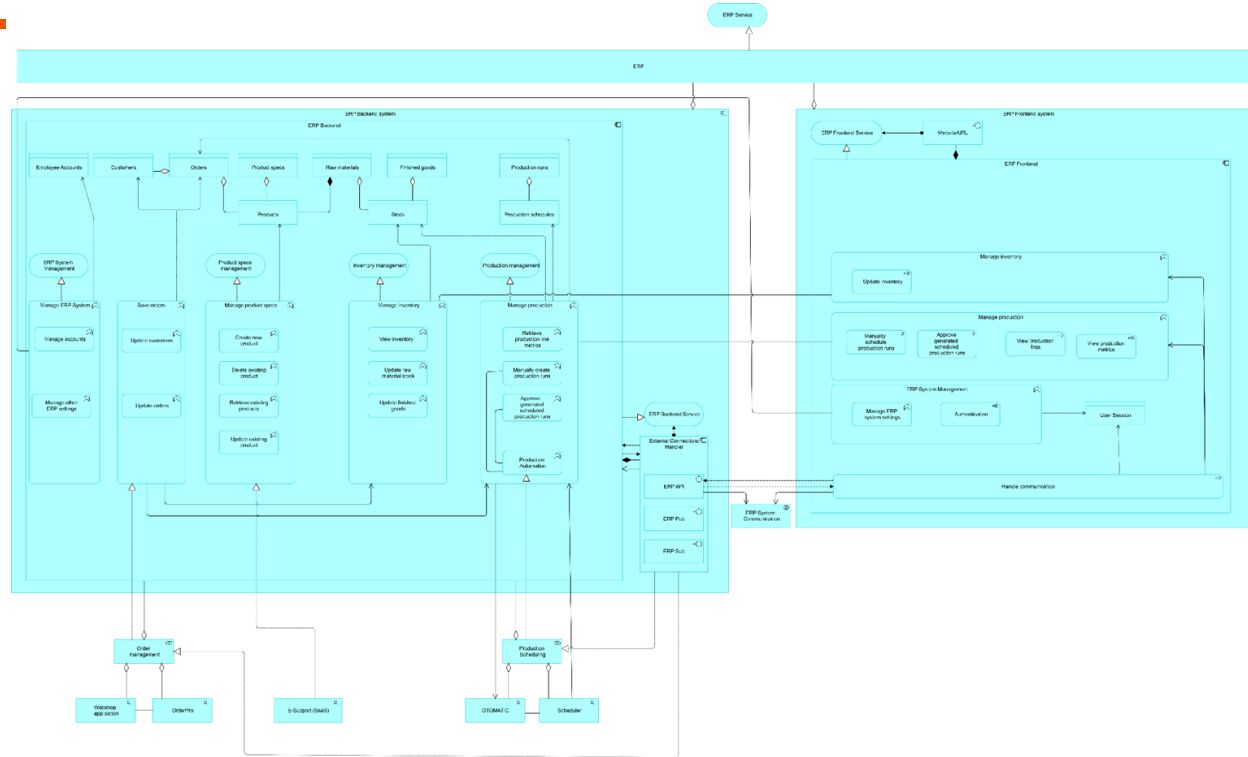 ERP Service
ERP
ERP Backend system
ERP Frontend system
ERP Backend
ERP Frontend Service
Website URL
ERP Frontend
Employee Accounts
Customers
Orders
Product specs
Raw materials
Finished goods
Production runs
Products
Stock
Production schedules
ERP System
Management
Product specs
management
Inventory management
Production management
Manage inventory
Update inventory
Manage ERP System
Save orders
Manage product specs
Manage inventory
Manage production
Manage production
Manage accounts
Update customers
Create new
product
View inventory
Retrieve
production line
metrics
Manually
schedule
production runs
Approve
generated
scheduled
production runs
View production
logs
View production
metrics
Delete existing
product
Update raw
material stock
Manually create
production runs
ERP System Management
Manage other
ERP settings
Update orders
Retrieve existing
products
Update finished
goods
Approve
generated
scheduled
production runs
ERP Backend Service
Manage ERP
system settings
Authentication
User Session
Update existing
product
External Connections
Handler
Production
Automation
ERP API
Handle communication
ERP Pub
ERP System
Communication
ERP Sub
Order
management
Production
Scheduling
Webshop
application
OrderPro
E-Support (SaaS)
OTOMATIC
Scheduler